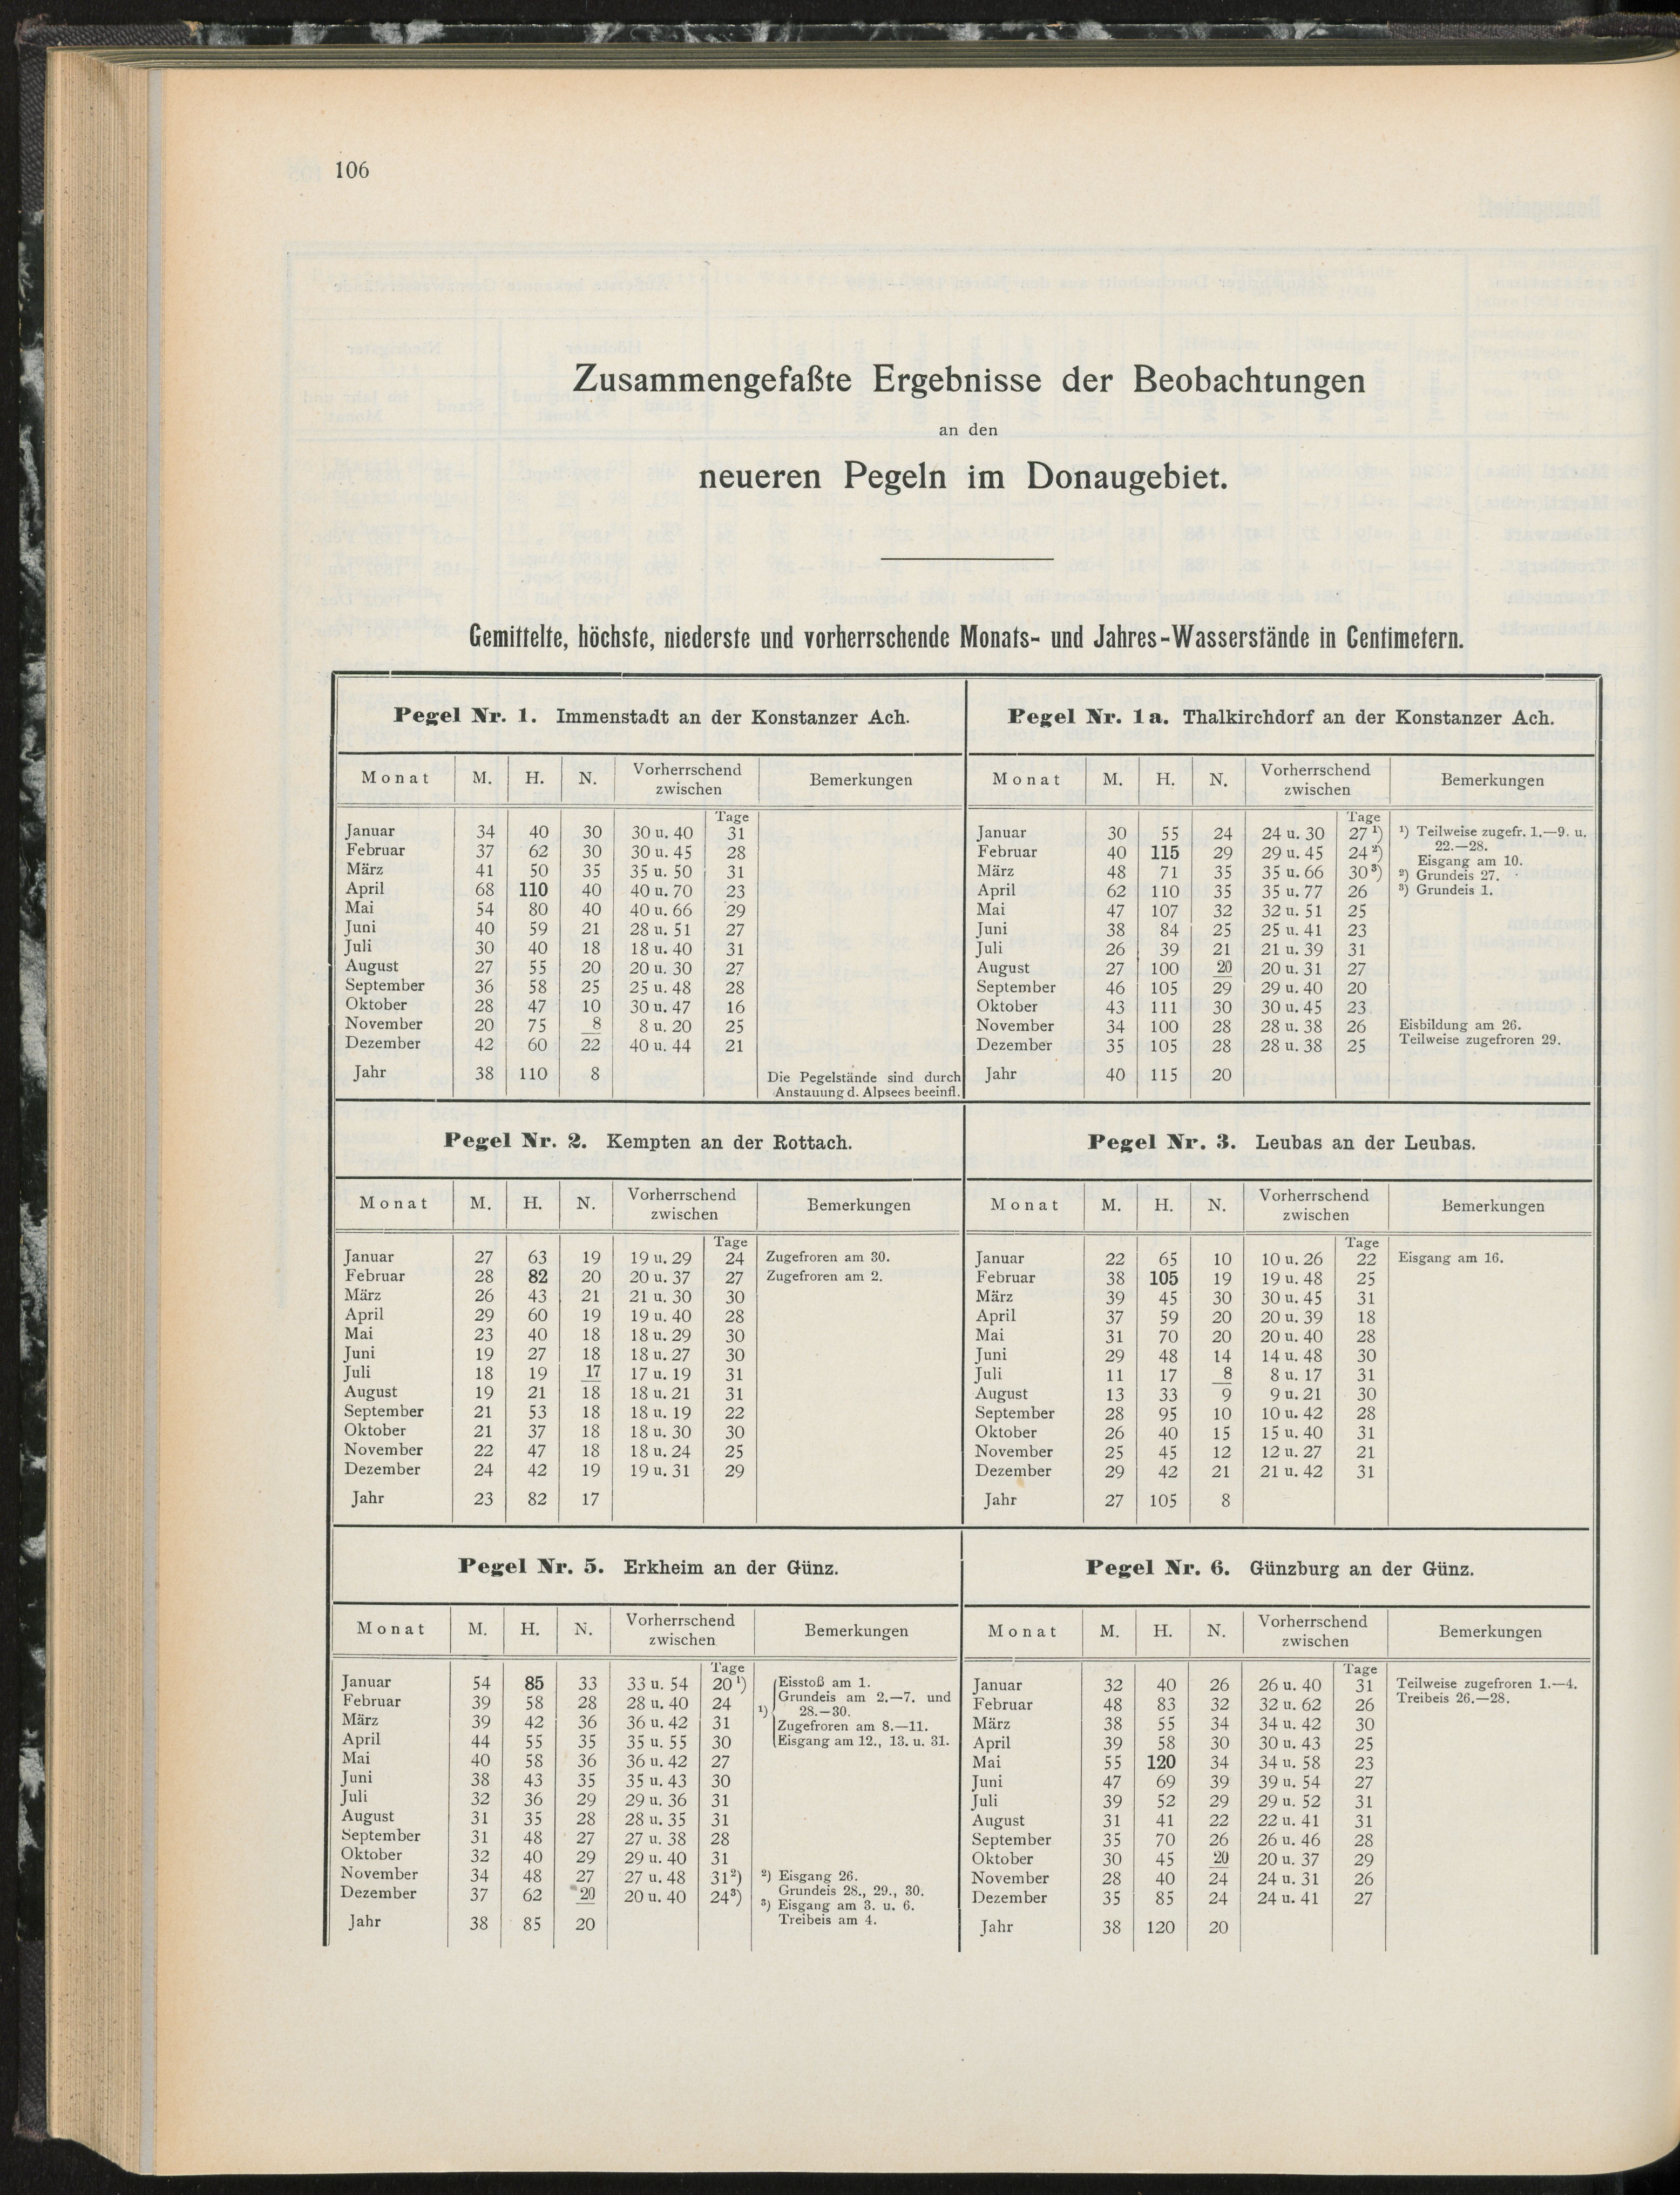 106
Zusammengefaßte Ergebnisse der Beobachtungen
an den
neueren Pegeln im Donaugebiet.
Gemittelte, höchste, niederste und vorherrschende Monats- und Jahres-Wasserstände in Centimetern.
Pegel Nr. 1. Immenstadt an der Konstanzer Ach.
Monat M. H. N. Vorherrschend zwischen Bemerkungen
Tage
Januar 34 40 30 30 u. 40 31
Februar 37 62 30 30 u. 45 28
März 41 50 35 35 u. 50 31
April 68 110 40 40 u. 70 23
Mai 54 80 40 40 u. 66 29
Juni 40 59 21 28 u. 51 27
Juli 30 40 18 18 u. 40 31
August 27 55 20 20 u. 30 27
September 36 58 25 25 u. 48 28
Oktober 28 47 10 30 u. 47 16
November 20 75 8 8 u. 20 25
Dezember 42 60 22 40 u. 44 21
Jahr 38 110 8 Die Pegelstände sind durch
Anstauung d. Alpsees beeinfl.
Pegel Nr. 1a. Thalkirchdorf an der Konstanzer Ach.
Monat M. H. N. Vorherrschend zwischen Bemerkungen
Tage
Januar 30 55 24 24 u. 30 27 ¹) ¹) Teilweise zugefr. 1.—9. u.
22.—28.
Februar 40 115 29 29 u. 45 24 ²)
Eisgang am 10.
März 48 71 35 35 u. 66 30 ³) ²) Grundeis 27.
April 62 110 35 35 u. 77 26 ³) Grundeis 1.
Mai 47 107 32 32 u. 51 25
Juni 38 84 25 25 u. 41 23
Juli 26 39 21 21 u. 39 31
August 27 100 20 20 u. 31 27
September 46 105 29 29 u. 40 20
Oktober 43 111 30 30 u. 45 23
November 34 100 28 28 u. 38 26 Eisbildung am 26.
Dezember 35 105 28 28 u. 38 25 Teilweise zugefroren 29.
Jahr 40 115 20
Pegel Nr. 2. Kempten an der Rottach.
Monat M. H. N. Vorherrschend zwischen Bemerkungen
Tage
Januar 27 63 19 19 u. 29 24 Zugefroren am 30.
Februar 28 82 20 20 u. 37 27 Zugefroren am 2.
März 26 43 21 21 u. 30 30
April 29 60 19 19 u. 40 28
Mai 23 40 18 18 u. 29 30
Juni 19 27 18 18 u. 27 30
Juli 18 19 17 17 u. 19 31
August 19 21 18 18 u. 21 31
September 21 53 18 18 u. 19 22
Oktober 21 37 18 18 u. 30 30
November 22 47 18 18 u. 24 25
Dezember 24 42 19 19 u. 31 29
Jahr 23 82 17
Pegel Nr. 3. Leubas an der Leubas.
Monat M. H. N. Vorherrschend zwischen Bemerkungen
Tage
Januar 22 65 10 10 u. 26 22 Eisgang am 16.
Februar 38 105 19 19 u. 48 25
März 39 45 30 30 u. 45 31
April 37 59 20 20 u. 39 18
Mai 31 70 20 20 u. 40 28
Juni 29 48 14 14 u. 48 30
Juli 11 17 8 8 u. 17 31
August 13 33 9 9 u. 21 30
September 28 95 10 10 u. 42 28
Oktober 26 40 15 15 u. 40 31
November 25 45 12 12 u. 27 21
Dezember 29 42 21 21 u. 42 31
Jahr 27 105 8
Pegel Nr. 5. Erkheim an der Günz.
Monat M. H. N. Vorherrschend zwischen Bemerkungen
Tage
Januar 54 85 33 33 u. 54 20 ¹) Eisstoß am 1.
Februar 39 58 28 28 u. 40 24 Grundeis am 2.—7. und
¹) 28.—30.
März 39 42 36 36 u. 42 31 Zugefroren am 8.—11.
April 44 55 35 35 u. 55 30 Eisgang am 12., 13. u. 31.
Mai 40 58 36 36 u. 42 27
Juni 38 43 35 35 u. 43 30
Juli 32 36 29 29 u. 36 31
August 31 35 28 28 u. 35 31
September 31 48 27 27 u. 38 28
Oktober 32 40 29 29 u. 40 31
November 34 48 27 27 u. 48 31²) ²) Eisgang 26.
Grundeis 28., 29., 30.
Dezember 37 62 20 20 u. 40 24³) ³) Eisgang am 3. u. 6.
Treibeis am 4.
Jahr 38 85 20
Pegel Nr. 6. Günzburg an der Günz.
Monat M. H. N. Vorherrschend zwischen Bemerkungen
Tage
Januar 32 40 26 26 u. 40 31 Teilweise zugefroren 1.—4.
Februar 48 83 32 32 u. 62 26 Treibeis 26.—28.
März 38 55 34 34 u. 42 30
April 39 58 30 30 u. 43 25
Mai 55 120 34 34 u. 58 23
Juni 47 69 39 39 u. 54 27
Juli 39 52 29 29 u. 52 31
August 31 41 22 22 u. 41 31
September 35 70 26 26 u. 46 28
Oktober 30 45 20 20 u. 37 29
November 28 40 24 24 u. 31 26
Dezember 35 85 24 24 u. 41 27
Jahr 38 120 20